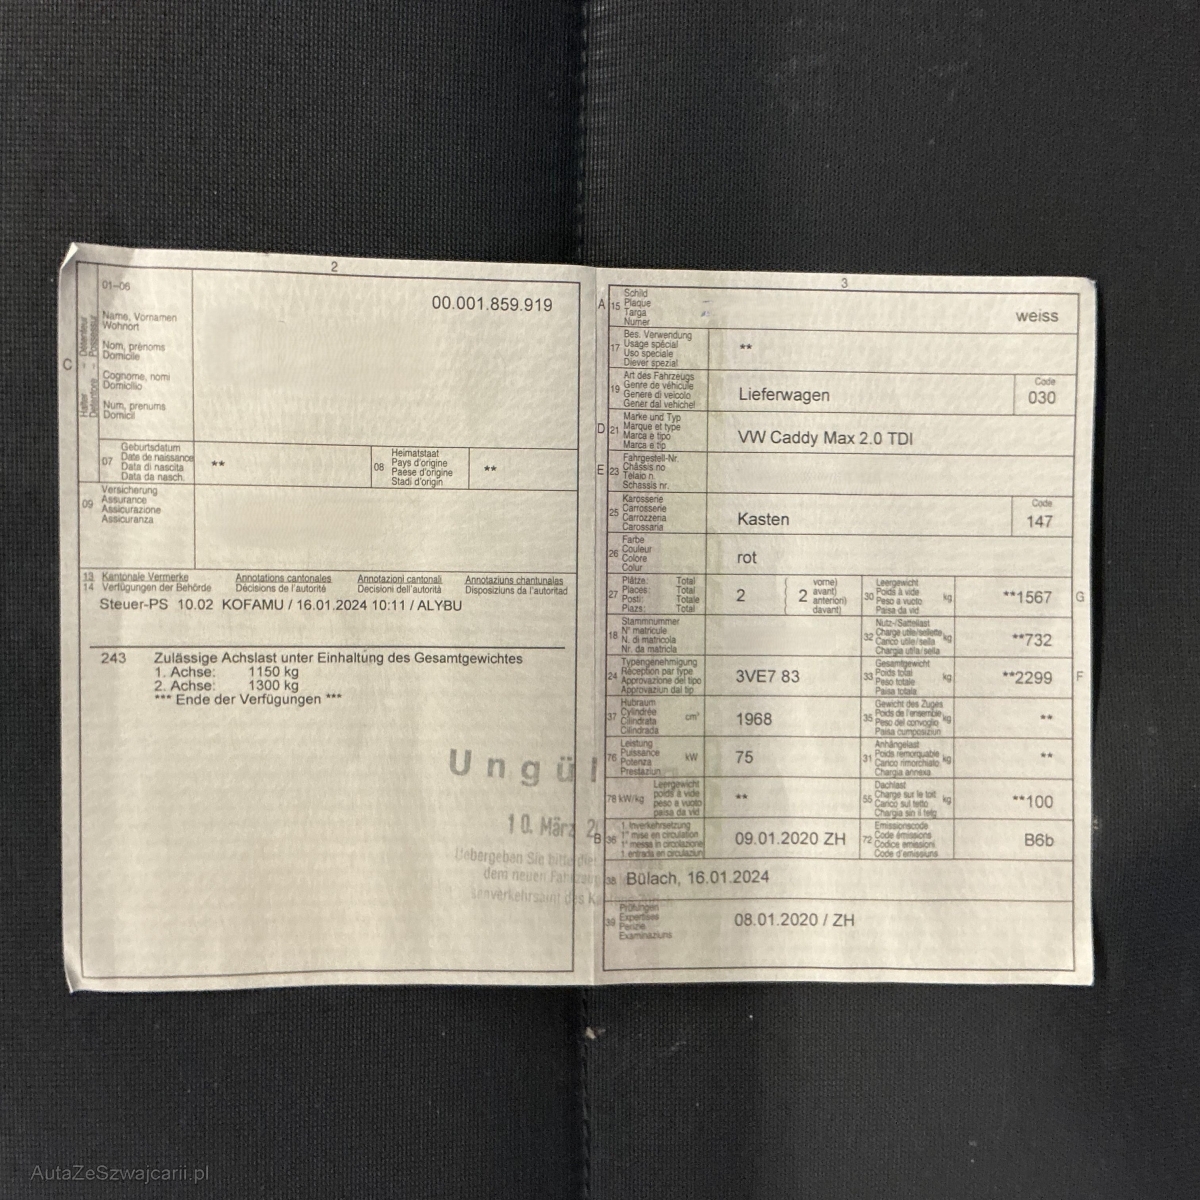 2
01-06
00.001.859.919
C
Name, Vornamen
Wohnort
Nom, prénoms
Domicile
Cognome, nomi
Domicilio
Num, prenums
Domicil
07
Geburtsdatum
Date de naissance
Data di nascita
Data da nasch.
**
08
Heimatstaat
Pays d'origine
Paese d'origine
Stadi d'origin
**
09
Versicherung
Assurance
Assicurazione
Assicuranza
13 Kantonale Vermerke Annotations cantonales Annotazioni cantonali Annotaziuns chantunalas
14 Verfügungen der Behörde Décisions de l'autorité Decisioni dell'autorità Disposiziuns da l'autoritad
Steuer-PS 10.02 KOFAMU / 16.01.2024 10:11 / ALYBU
243 Zulässige Achslast unter Einhaltung des Gesamtgewichtes
1. Achse: 1150 kg
2. Achse: 1300 kg
*** Ende der Verfügungen ***
Ungül
10. März 2
Uebergeben Sie bitte die
dem neuen Fahrzeug
senverkehrsamt des K
3
A 15
Schild
Plaque
Targa
Numer
weiss
17
Bes. Verwendung
Usage spécial
Uso speciale
Diever spezial
**
19
Art des Fahrzeugs
Genre de véhicule
Genere di veicolo
Gener dal vehichel
Lieferwagen
Code
030
D 21
Marke und Typ
Marque et type
Marca e tipo
Marca e tip
VW Caddy Max 2.0 TDI
E 23
Fahrgestell-Nr.
Châssis no
Telaio n.
Schassis nr.
25
Karosserie
Carrosserie
Carrozzeria
Carossaria
Kasten
Code
147
26
Farbe
Couleur
Colore
Colur
rot
27
Plätze: Total
Places: Total
Posti: Totale
Plazs: Total
2
2
vorne)
avant)
anteriori)
davant)
30
Leergewicht
Poids à vide
Peso a vuoto
Paisa da vid
kg
**1567
G
18
Stammnummer
N° matricule
N. di matricola
Nr. da matricla
32
Nutz-/Sattellast
Charge utile/sellette
Carico utile/sella
Chargia utila/sella
kg
**732
24
Typengenehmigung
Réception par type
Approvazione del tipo
Approvaziun dal tip
3VE7 83
33
Gesamtgewicht
Poids total
Peso totale
Paisa totala
kg
**2299
F
37
Hubraum
Cylindrée
Cilindrata
Cilindrada
cm³
1968
35
Gewicht des Zuges
Poids de l'ensemble
Peso del convoglio
Paisa cumposiziun
kg
**
76
Leistung
Puissance
Potenza
Prestaziun
kW
75
31
Anhängelast
Poids remorquable
Carico rimorchiato
Chargia annexa
kg
**
78 kW/kg
Leergewicht
poids à vide
peso a vuoto
paisa da vid
**
55
Dachlast
Charge sur le toit
Carico sul tetto
Chargia sin il tetg
kg
**100
B 36
1. Inverkehrsetzung
1re mise en circulation
1a messa in circolazione
1. entrada en circulaziun
09.01.2020 ZH
72
Emissionscode
Code émissions
Codice emissioni
Code d'emissiuns
B6b
38 Bülach, 16.01.2024
39
Prüfungen
Expertises
Perizie
Examinaziuns
08.01.2020 / ZH
AutaZeSzwajcarii.pl